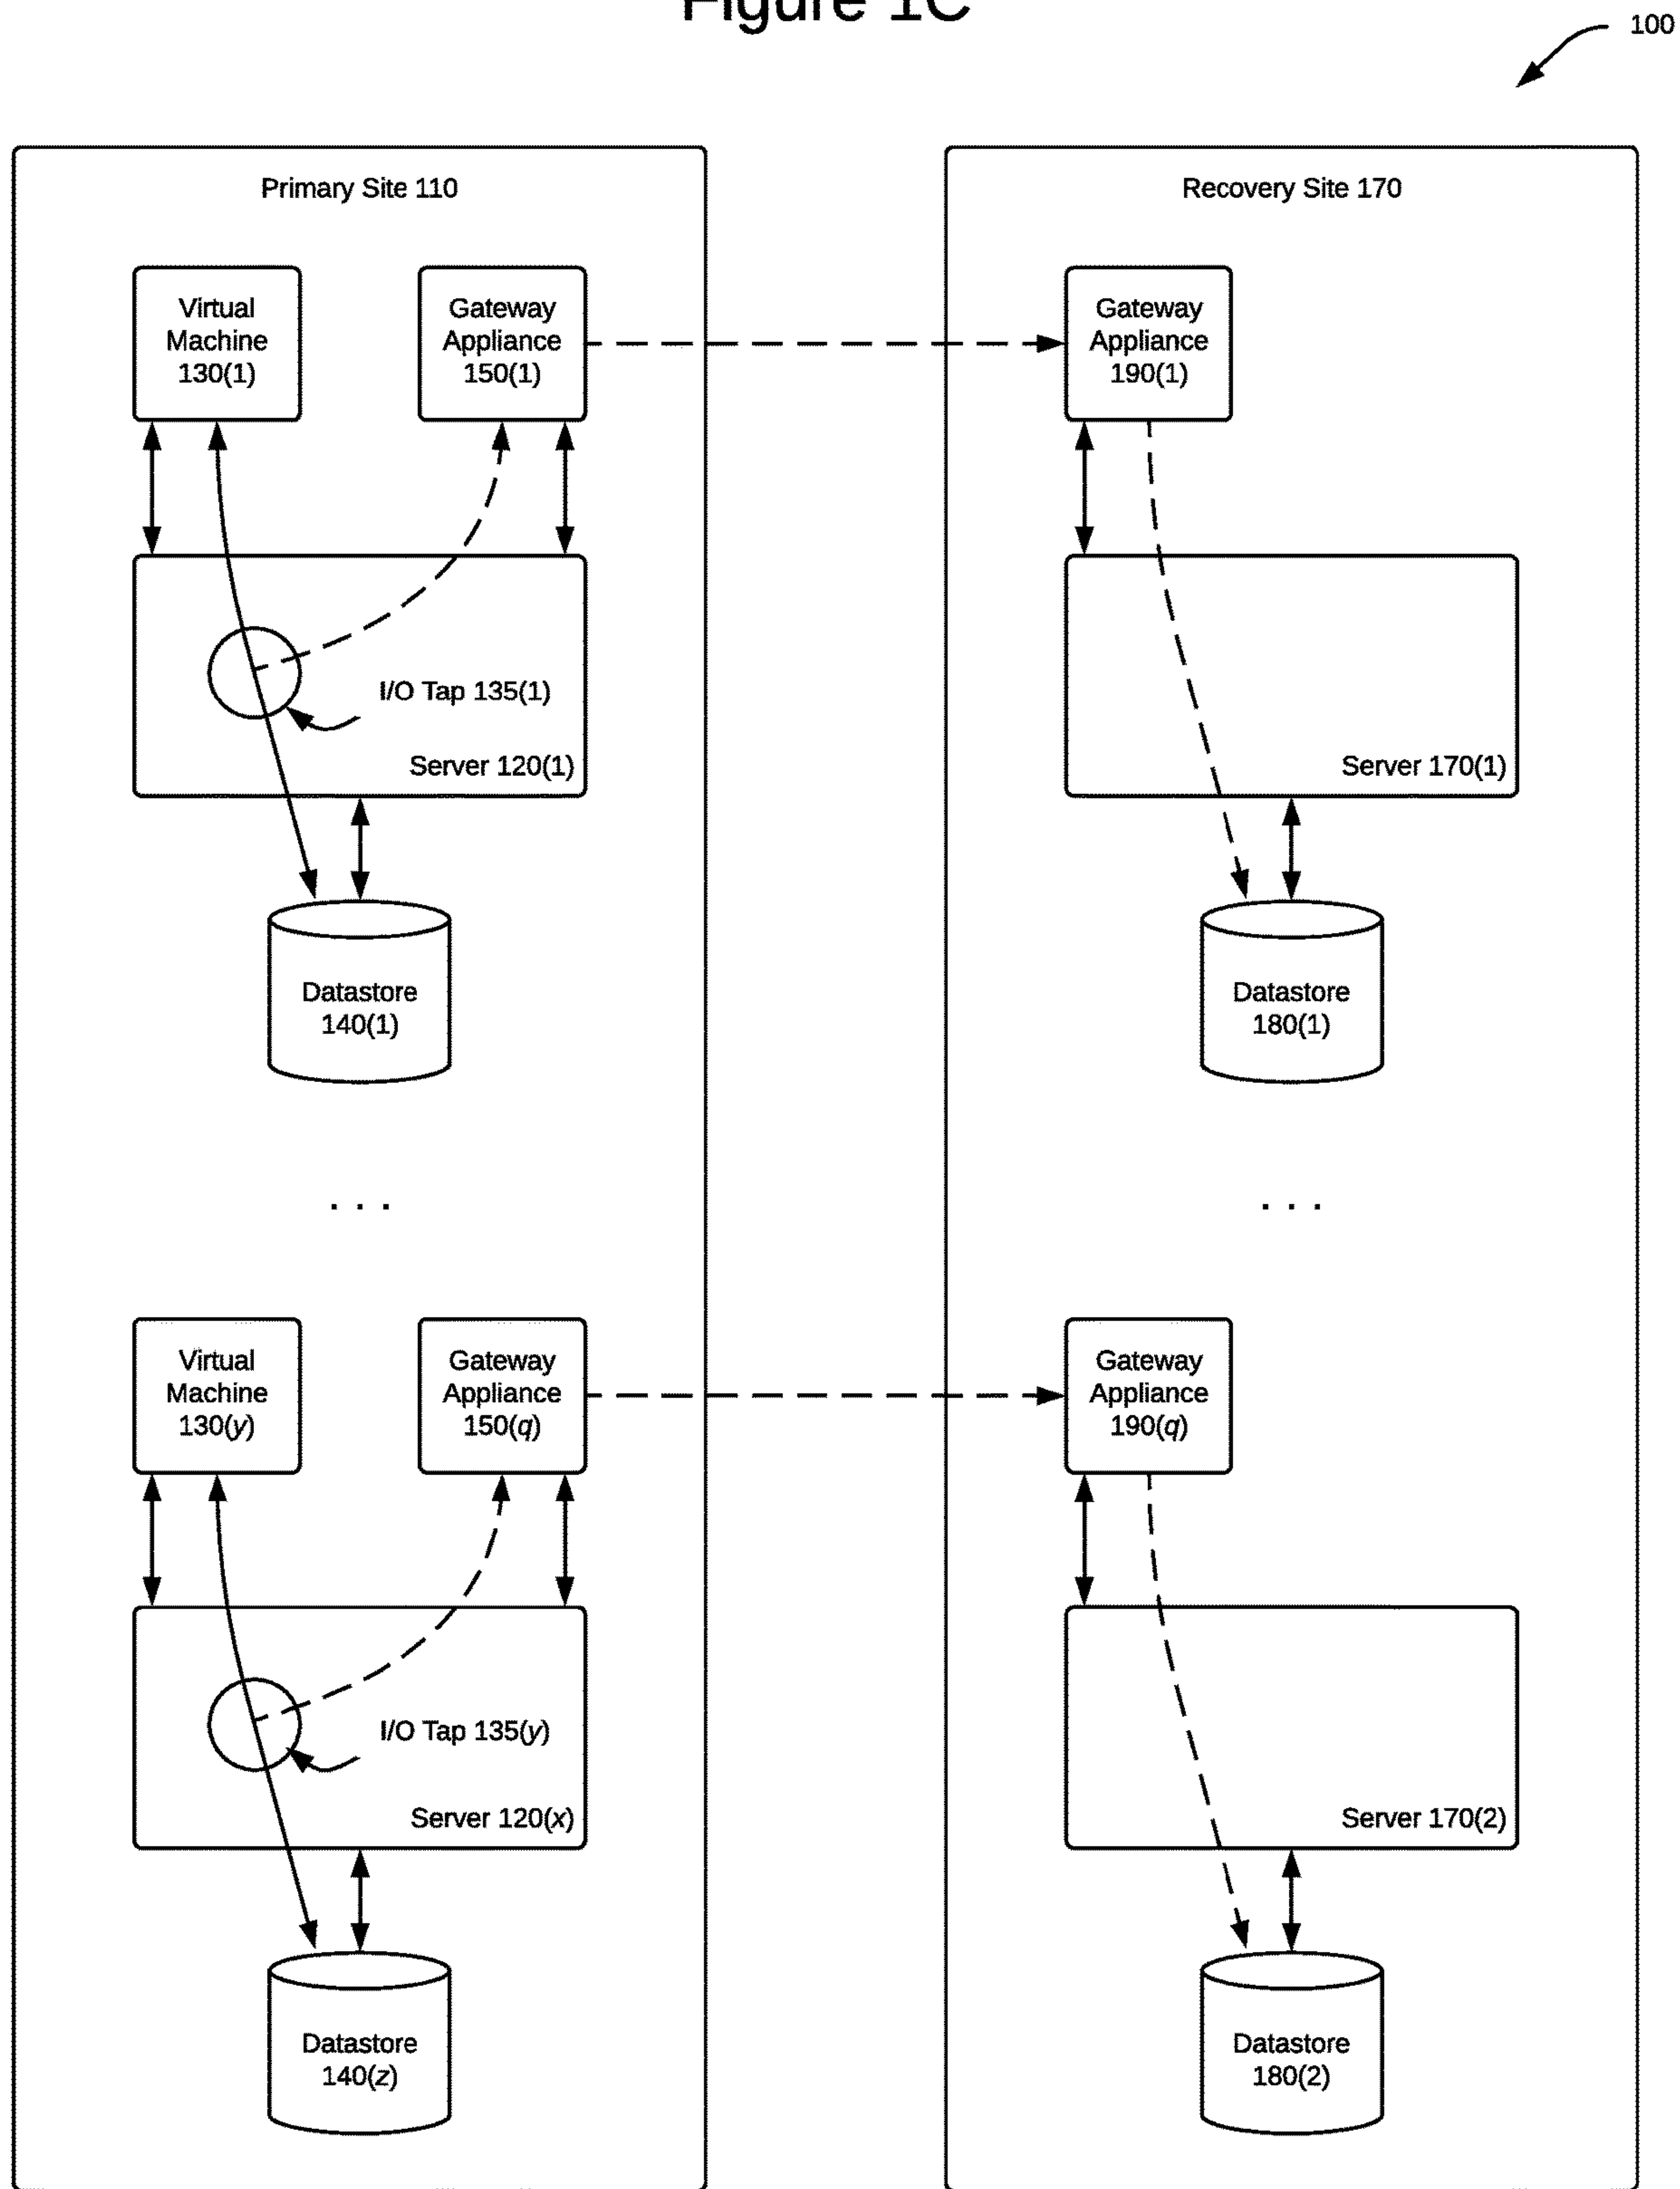 Figure 1C
100
Primary Site 110
Recovery Site 170
Virtual
Machine
130(1)
Gateway
Appliance
150(1)
Gateway
Appliance
190(1)
I/O Tap 135(1)
Server 120(1)
Server 170(1)
Datastore
140(1)
Datastore
180(1)
. . .
. . .
Virtual
Machine
130(y)
Gateway
Appliance
150(q)
Gateway
Appliance
190(q)
I/O Tap 135(y)
Server 120(x)
Server 170(2)
Datastore
140(z)
Datastore
180(2)